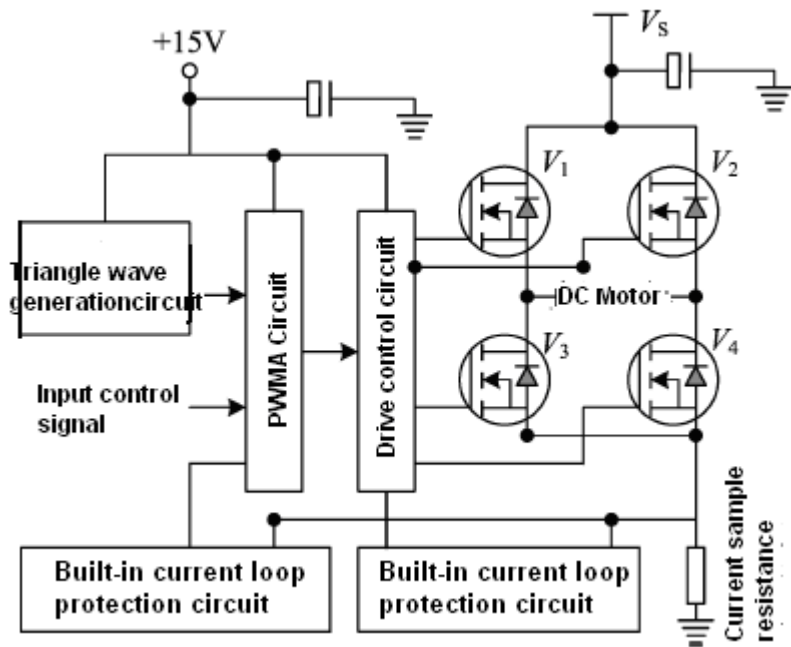 +15V
VS
V1
V2
Triangle wave
generationcircuit
PWMA Circuit
Drive control circuit
DC Motor
V3
V4
Input control
signal
Built-in current loop
protection circuit
Built-in current loop
protection circuit
Current sample
resistance